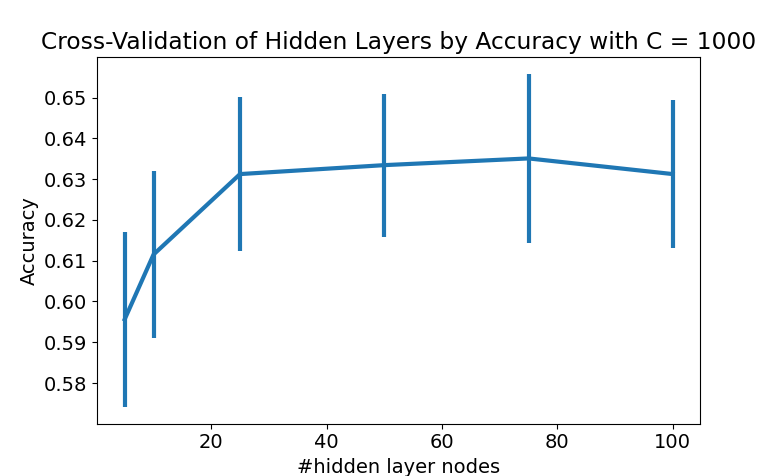 Cross-Validation of Hidden Layers by Accuracy with C = 1000
Accuracy
0.65
0.64
0.63
0.62
0.61
0.60
0.59
0.58
20 40 60 80 100
#hidden layer nodes